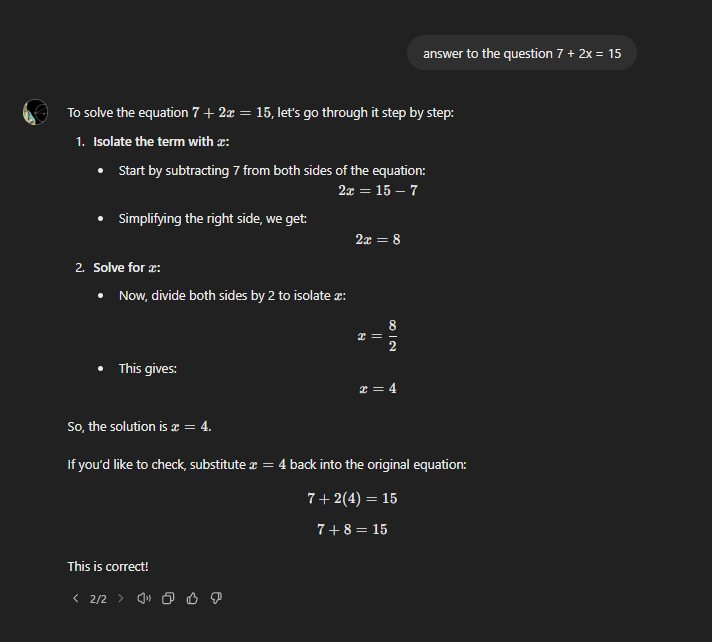 answer to the question 7 + 2x = 15
To solve the equation 7 + 2x = 15, let's go through it step by step:
1. Isolate the term with x:
• Start by subtracting 7 from both sides of the equation:
2x = 15 − 7
• Simplifying the right side, we get:
2x = 8
2. Solve for x:
• Now, divide both sides by 2 to isolate x:
x = 8/2
• This gives:
x = 4
So, the solution is x = 4.
If you'd like to check, substitute x = 4 back into the original equation:
7 + 2(4) = 15
7 + 8 = 15
This is correct!
2/2